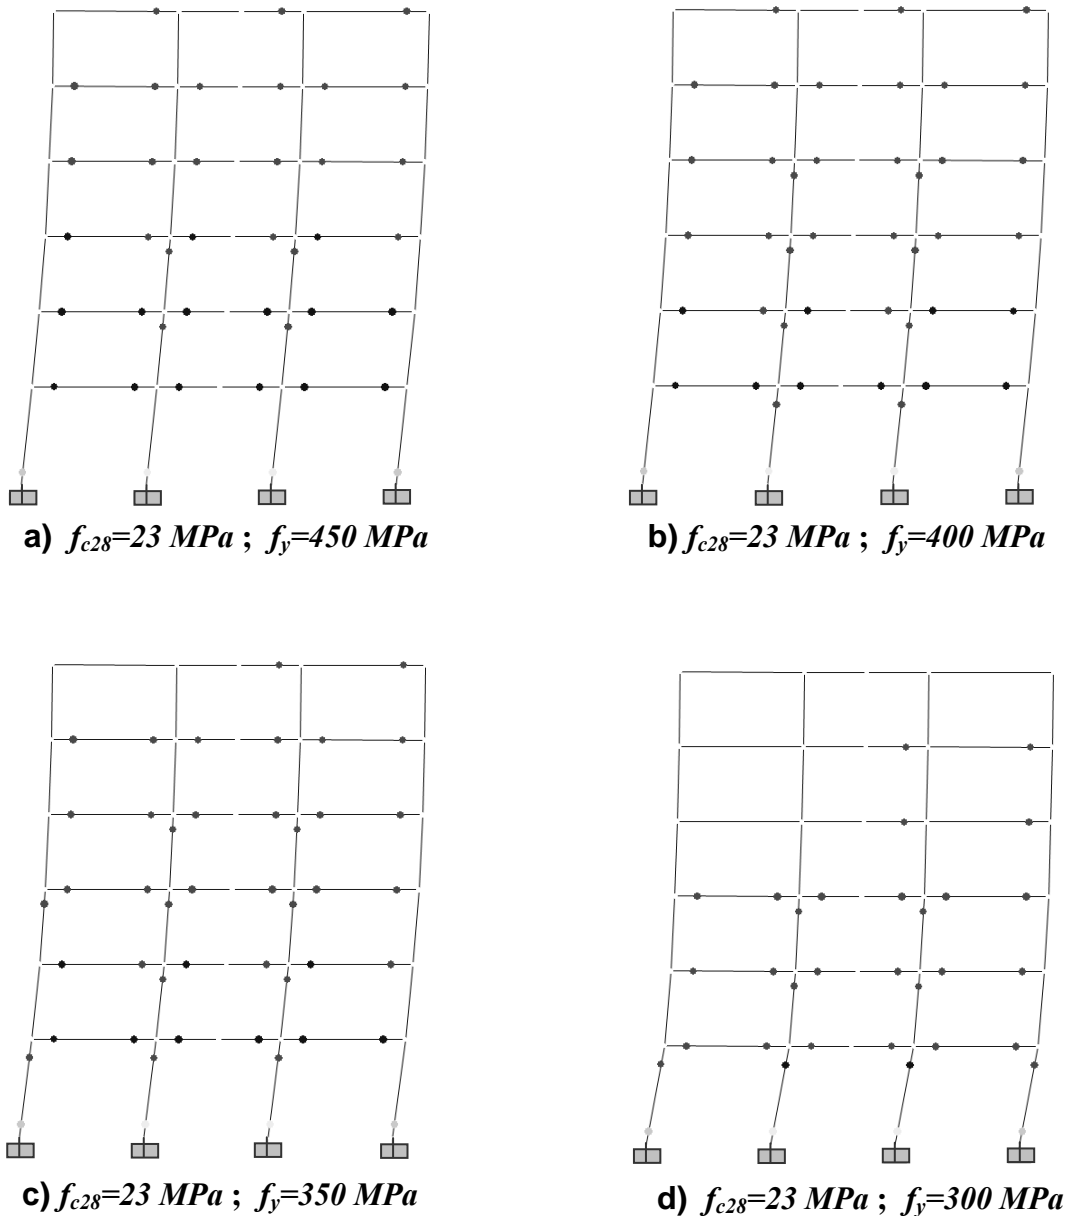 a) fc28=23 MPa ; fy=450 MPa
b) fc28=23 MPa ; fy=400 MPa
c) fc28=23 MPa ; fy=350 MPa
d) fc28=23 MPa ; fy=300 MPa